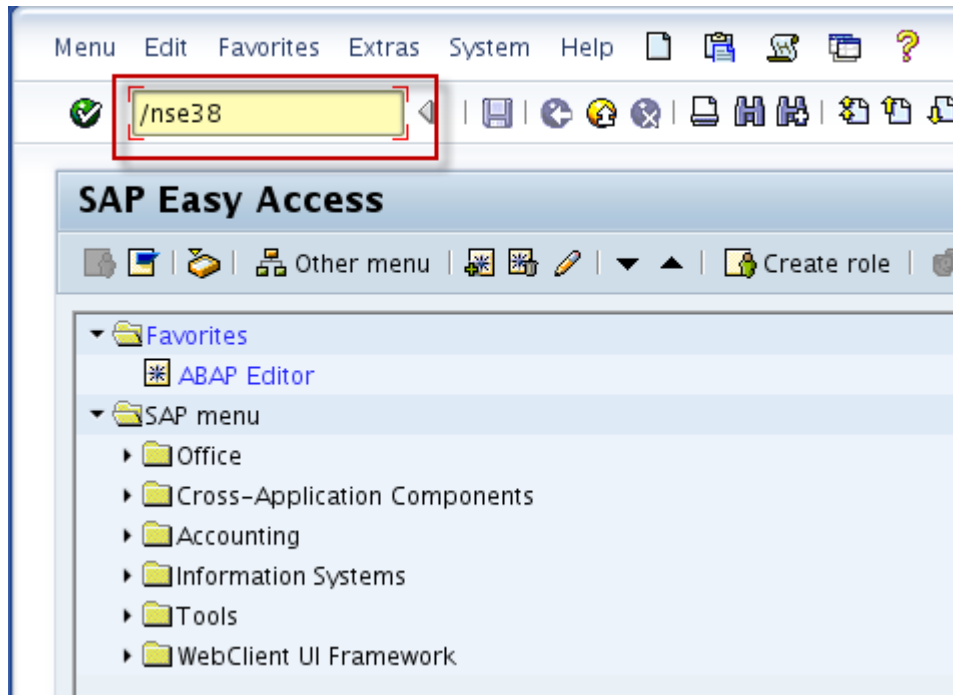 Menu Edit Favorites Extras System Help
/nse38
SAP Easy Access
Other menu Create role
Favorites
ABAP Editor
SAP menu
Office
Cross-Application Components
Accounting
Information Systems
Tools
WebClient UI Framework